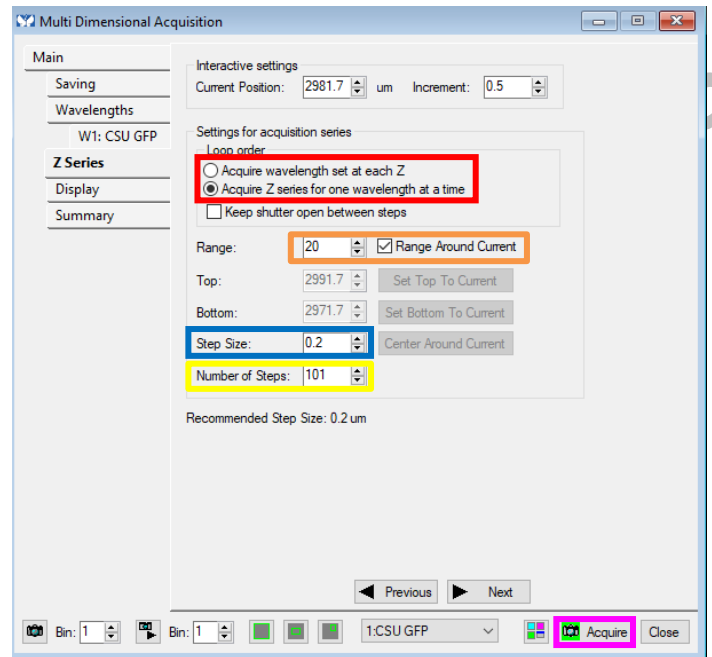 Multi Dimensional Acquisition
Main
Saving
Wavelengths
W1: CSU GFP
Z Series
Display
Summary
Interactive settings
Current Position: 2981.7 um Increment: 0.5
Settings for acquisition series
Loop order
Acquire wavelength set at each Z
Acquire Z series for one wavelength at a time
Keep shutter open between steps
Range: 20 Range Around Current
Top: 2991.7 Set Top To Current
Bottom: 2971.7 Set Bottom To Current
Step Size: 0.2 Center Around Current
Number of Steps: 101
Recommended Step Size: 0.2 um
Previous Next
Bin: 1 Bin: 1 1:CSU GFP Acquire Close